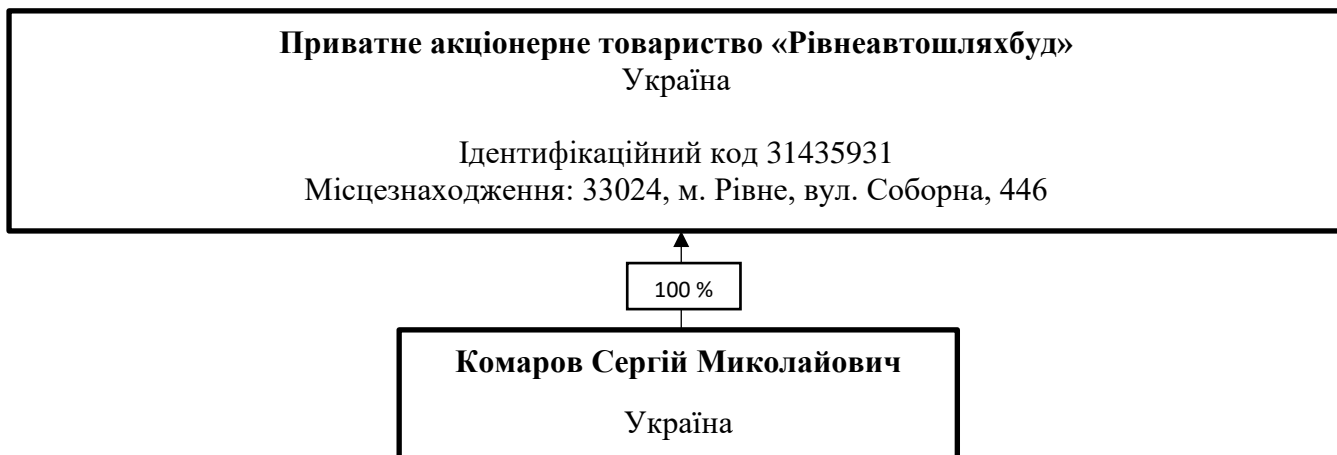 Приватне акціонерне товариство «Рівнеавтошляхбуд»
Україна
Ідентифікаційний код 31435931
Місцезнаходження: 33024, м. Рівне, вул. Соборна, 446
100 %
Комаров Сергій Миколайович
Україна